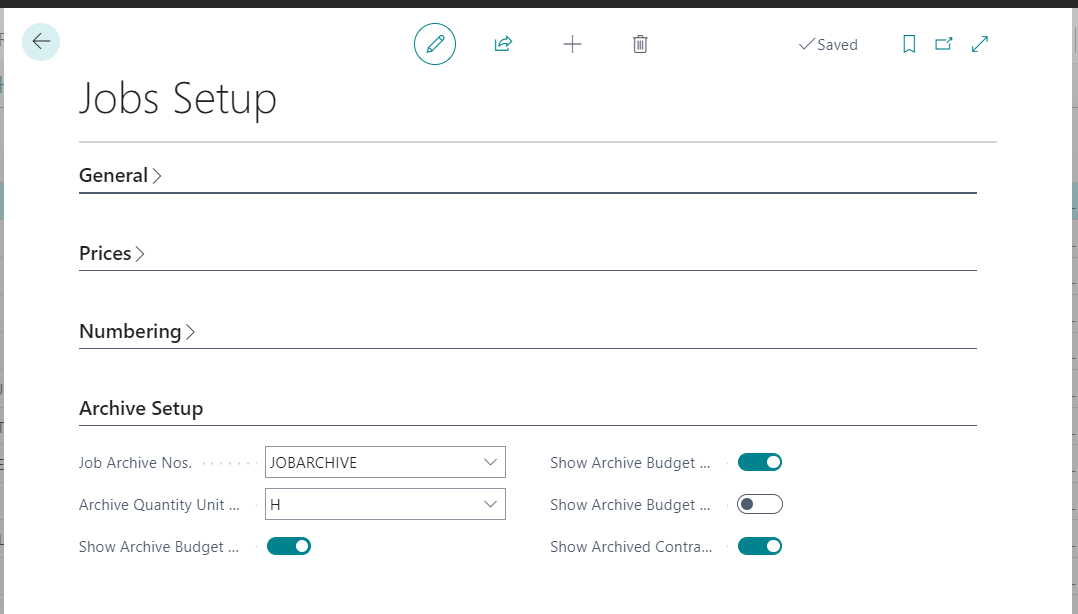 Saved
Jobs Setup
General
Prices
Numbering
Archive Setup
Job Archive Nos. JOBARCHIVE
Archive Quantity Unit ... H
Show Archive Budget ...
Show Archive Budget ...
Show Archive Budget ...
Show Archived Contra...